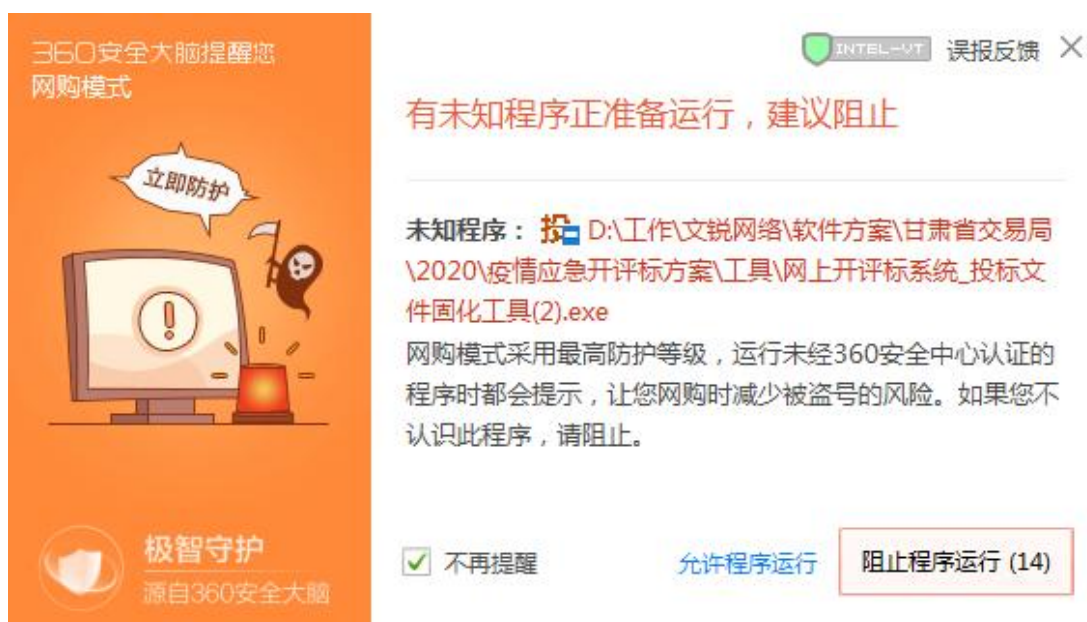 360安全大脑提醒您
网购模式
立即防护
极智守护
源自360安全大脑
INTEL-VT 误报反馈
有未知程序正准备运行，建议阻止
未知程序： 投 D:\工作\文锐网络\软件方案\甘肃省交易局
\2020\疫情应急开评标方案\工具\网上开评标系统_投标文
件固化工具(2).exe
网购模式采用最高防护等级，运行未经360安全中心认证的
程序时都会提示，让您网购时减少被盗号的风险。如果您不
认识此程序，请阻止。
不再提醒 允许程序运行 阻止程序运行 (14)